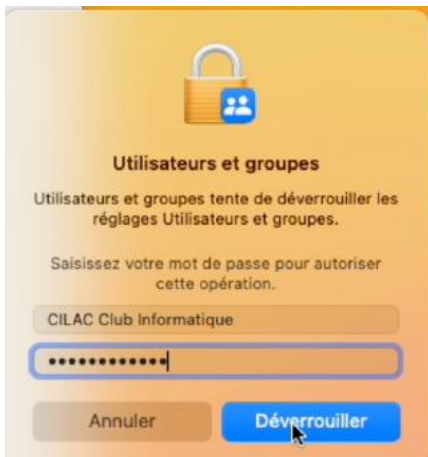 Utilisateurs et groupes
Utilisateurs et groupes tente de déverrouiller les
réglages Utilisateurs et groupes.
Saisissez votre mot de passe pour autoriser
cette opération.
CILAC Club Informatique
••••••••••••
Annuler
Déverrouiller